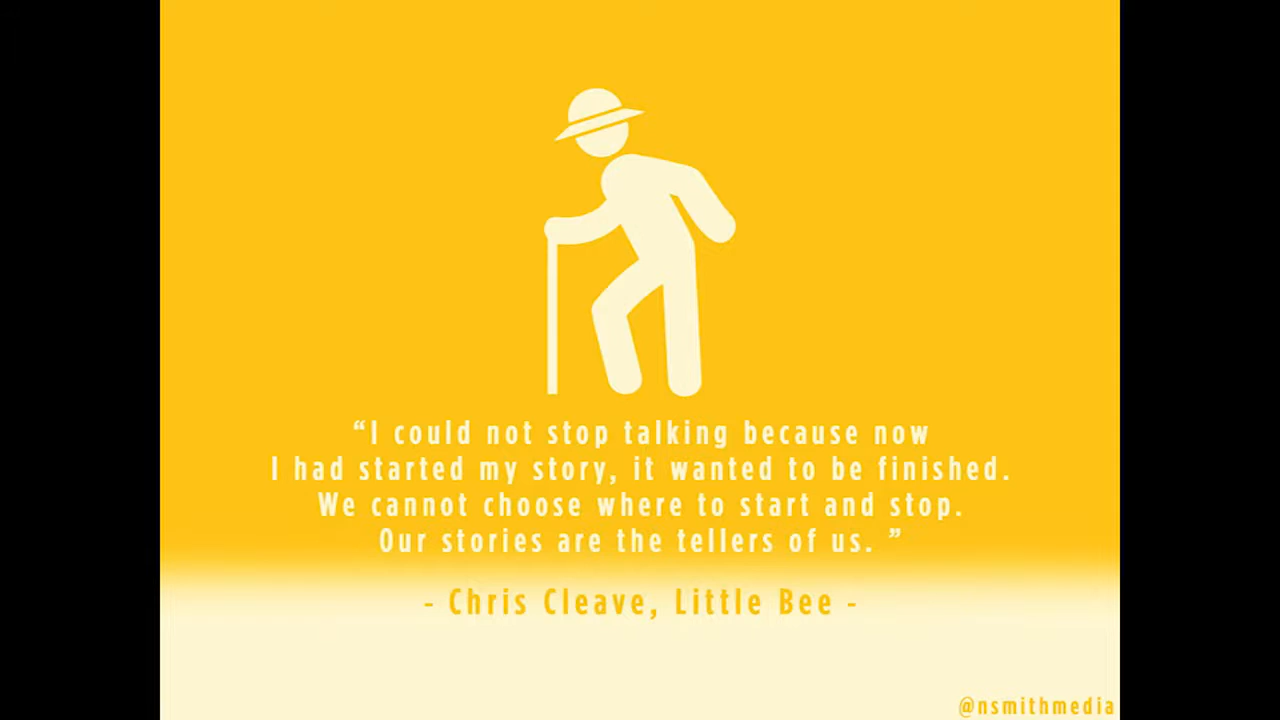 “I could not stop talking because now
I had started my story, it wanted to be finished.
We cannot choose where to start and stop.
Our stories are the tellers of us. ”
- Chris Cleave, Little Bee -
@nsmithmedia